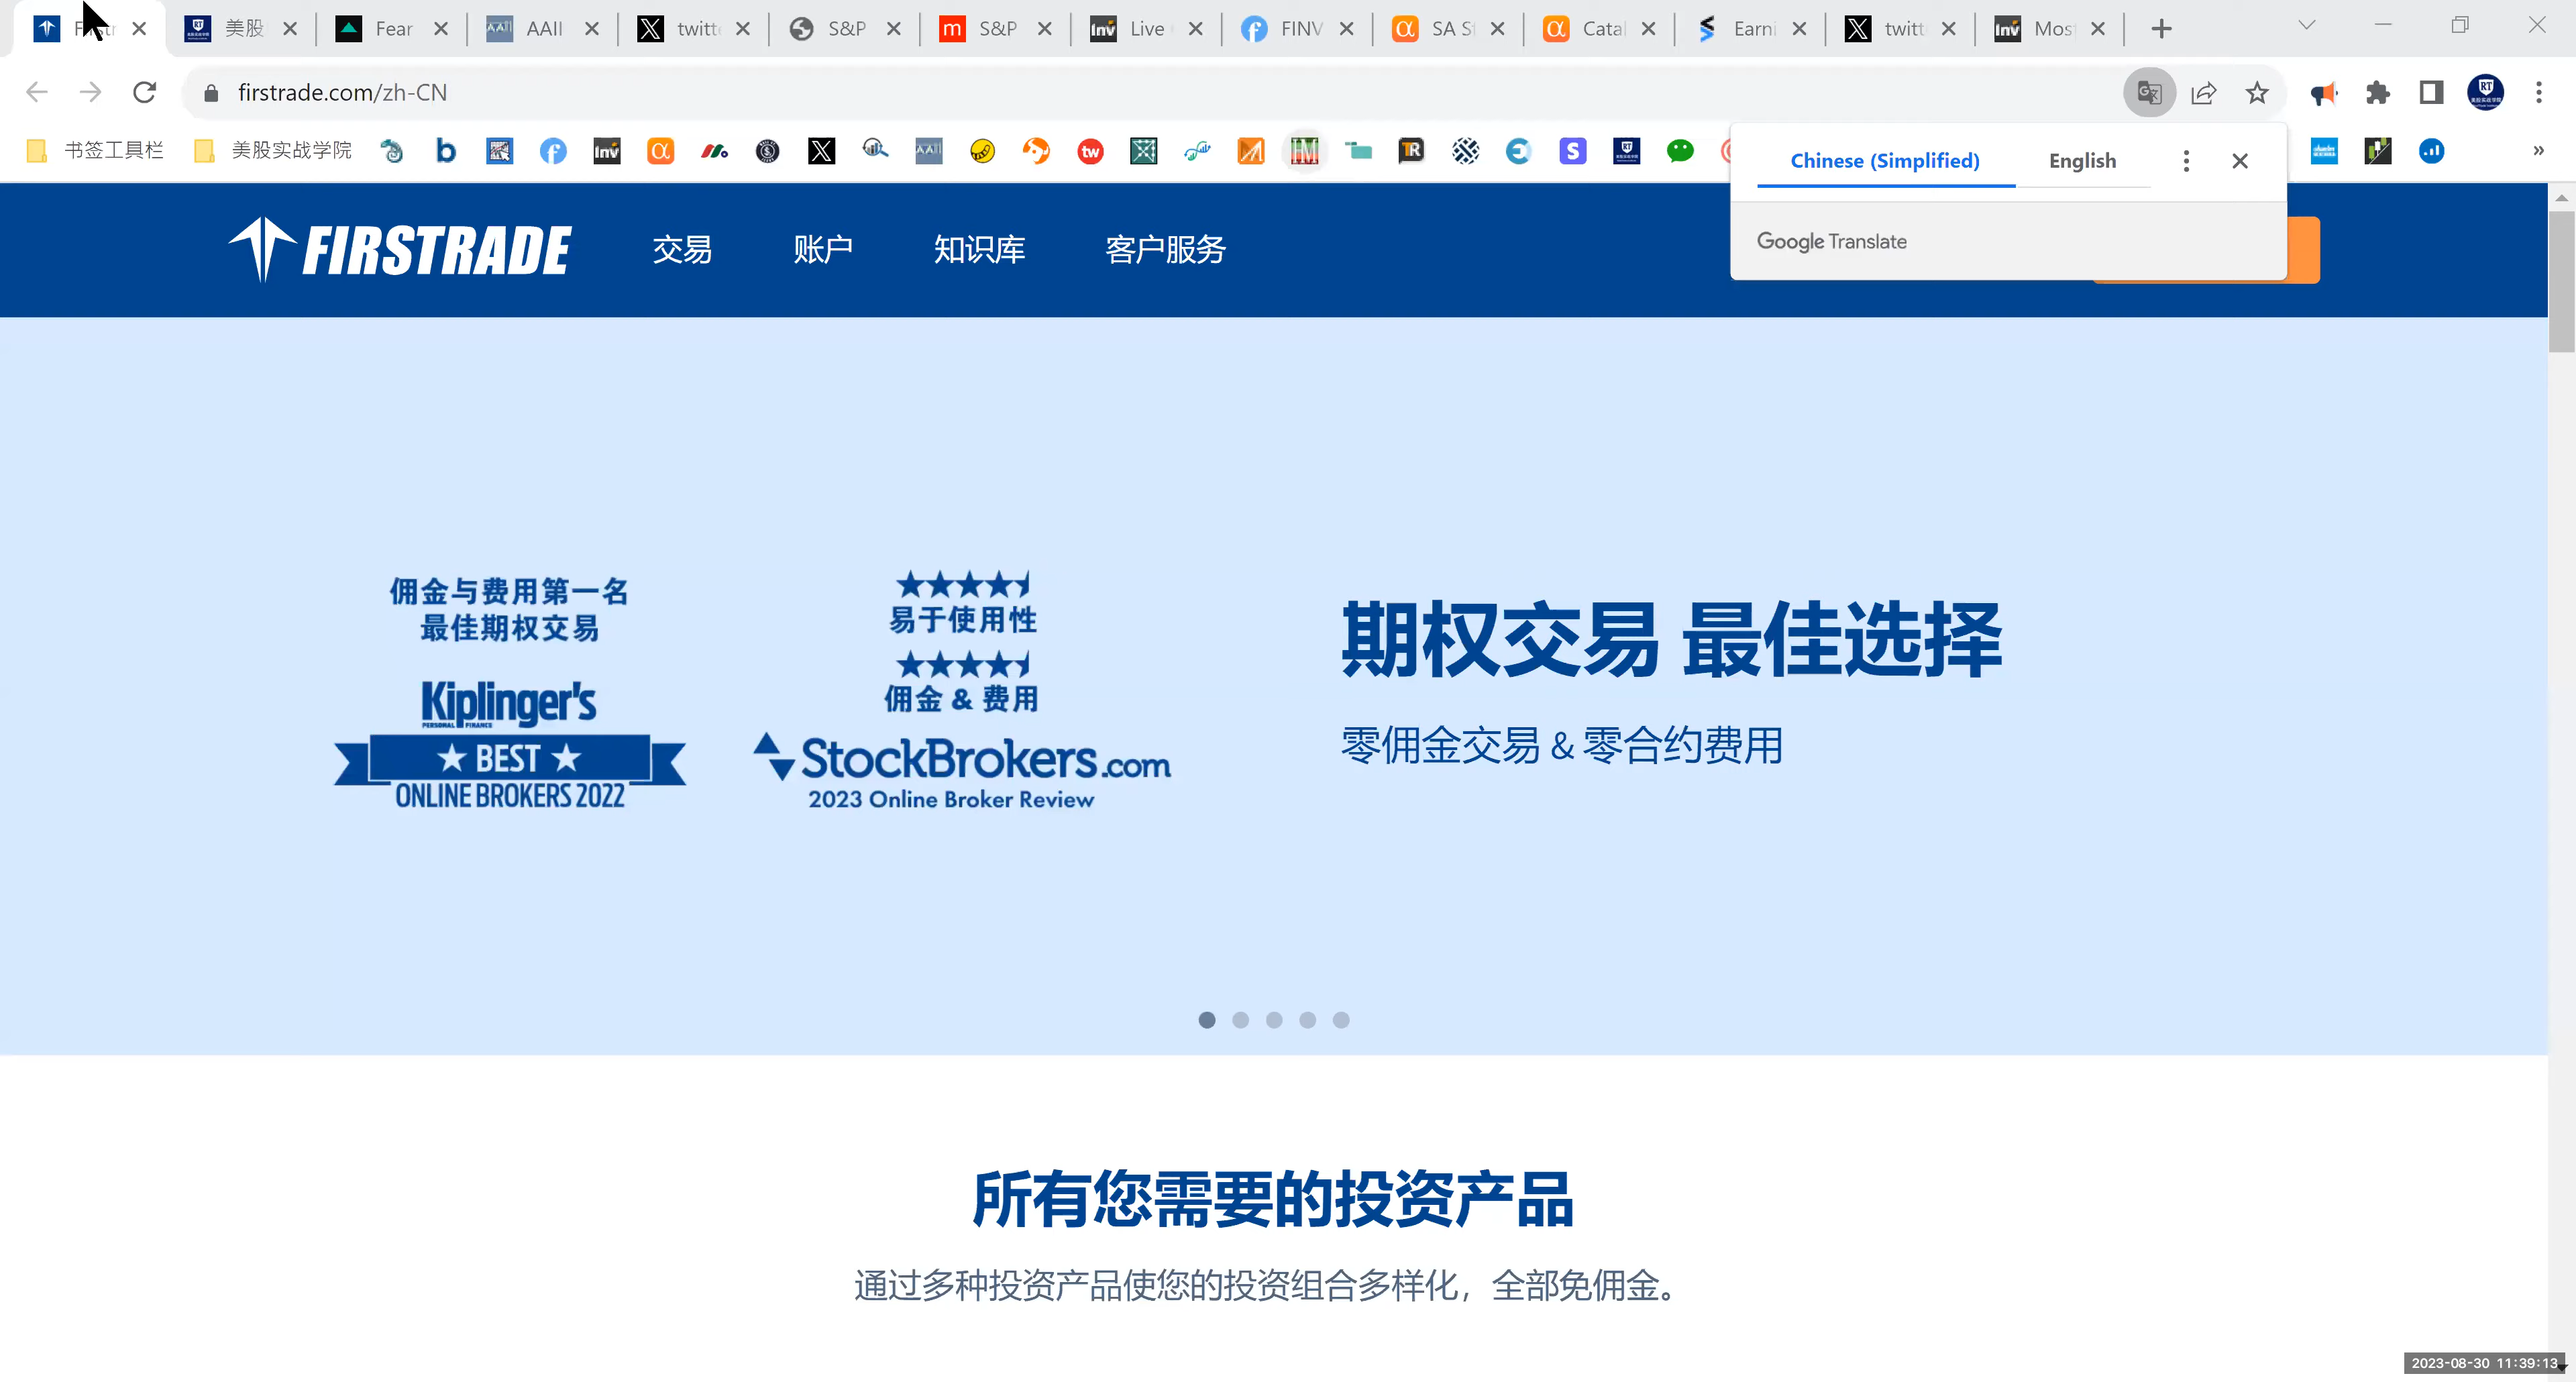 美股
Fear
AAII
twitt
S&P
S&P
Live
FINV
SA S
Catal
Earni
twitt
Mos
firstrade.com/zh-CN
书签工具栏
美股实战学院
Chinese (Simplified)
English
Google Translate
FIRSTRADE
交易
账户
知识库
客户服务
佣金与费用第一名
最佳期权交易
Kiplinger's
PERSONAL FINANCE
★ BEST ★
ONLINE BROKERS 2022
易于使用性
佣金 & 费用
StockBrokers.com
2023 Online Broker Review
期权交易 最佳选择
零佣金交易 & 零合约费用
所有您需要的投资产品
通过多种投资产品使您的投资组合多样化，全部免佣金。
2023-08-30 11:39:13